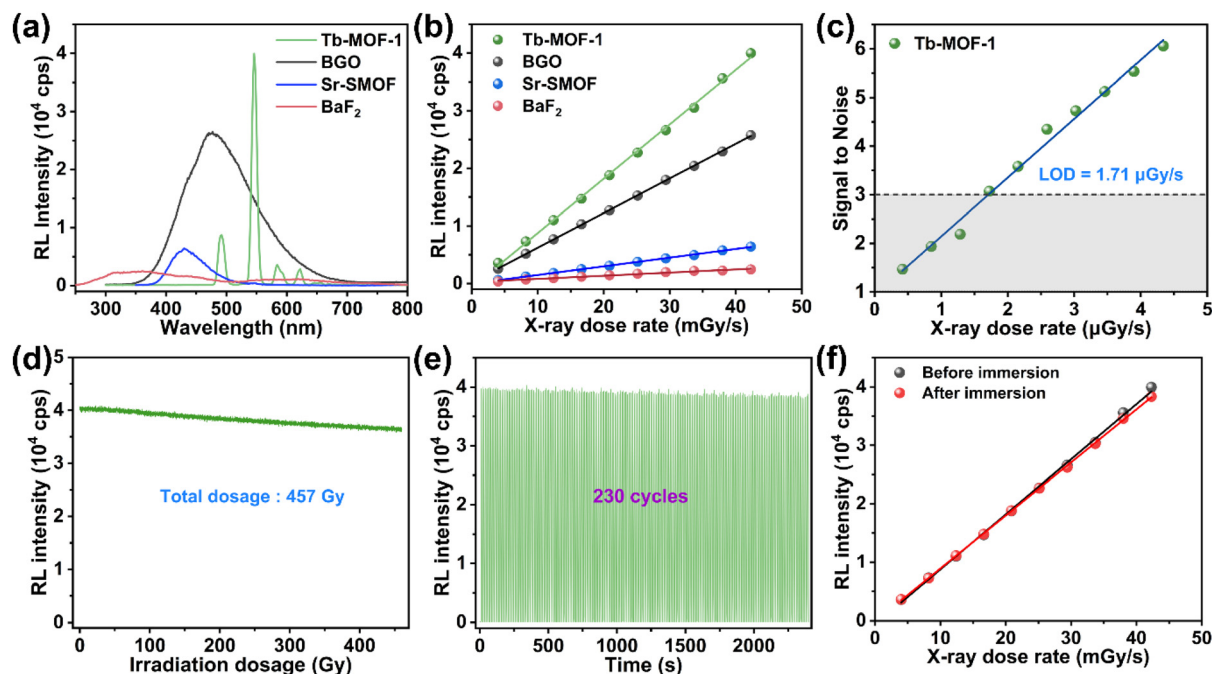 (a)
RL Intensity (10⁴ cps)
5
4
3
2
1
0
Tb-MOF-1
BGO
Sr-SMOF
BaF₂
300 400 500 600 700 800
Wavelength (nm)
(b)
RL intensity (10⁴ cps)
4
3
2
1
0
Tb-MOF-1
BGO
Sr-SMOF
BaF₂
0 10 20 30 40 50
X-ray dose rate (mGy/s)
(c)
Signal to Noise
6
5
4
3
2
1
Tb-MOF-1
LOD = 1.71 µGy/s
0 1 2 3 4 5
X-ray dose rate (µGy/s)
(d)
RL intensity (10⁴ cps)
5
4
3
2
1
0
Total dosage : 457 Gy
0 100 200 300 400
Irradiation dosage (Gy)
(e)
RL intensity (10⁴ cps)
5
4
3
2
1
0
230 cycles
0 500 1000 1500 2000
Time (s)
(f)
RL intensity (10⁴ cps)
4
3
2
1
0
Before immersion
After immersion
0 10 20 30 40 50
X-ray dose rate (mGy/s)